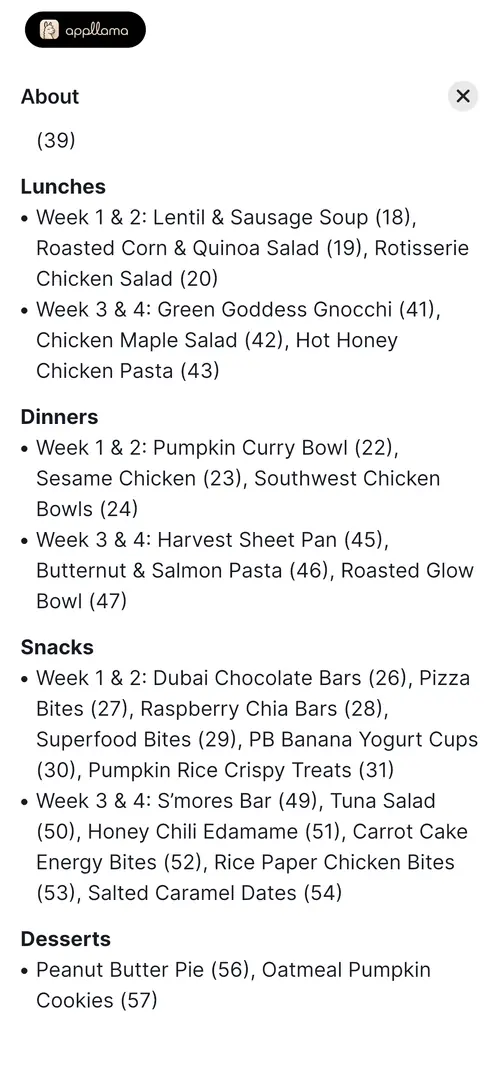 appllama
About
(39)
Lunches
• Week 1 & 2: Lentil & Sausage Soup (18),
Roasted Corn & Quinoa Salad (19), Rotisserie
Chicken Salad (20)
• Week 3 & 4: Green Goddess Gnocchi (41),
Chicken Maple Salad (42), Hot Honey
Chicken Pasta (43)
Dinners
• Week 1 & 2: Pumpkin Curry Bowl (22),
Sesame Chicken (23), Southwest Chicken
Bowls (24)
• Week 3 & 4: Harvest Sheet Pan (45),
Butternut & Salmon Pasta (46), Roasted Glow
Bowl (47)
Snacks
• Week 1 & 2: Dubai Chocolate Bars (26), Pizza
Bites (27), Raspberry Chia Bars (28),
Superfood Bites (29), PB Banana Yogurt Cups
(30), Pumpkin Rice Crispy Treats (31)
• Week 3 & 4: S’mores Bar (49), Tuna Salad
(50), Honey Chili Edamame (51), Carrot Cake
Energy Bites (52), Rice Paper Chicken Bites
(53), Salted Caramel Dates (54)
Desserts
• Peanut Butter Pie (56), Oatmeal Pumpkin
Cookies (57)